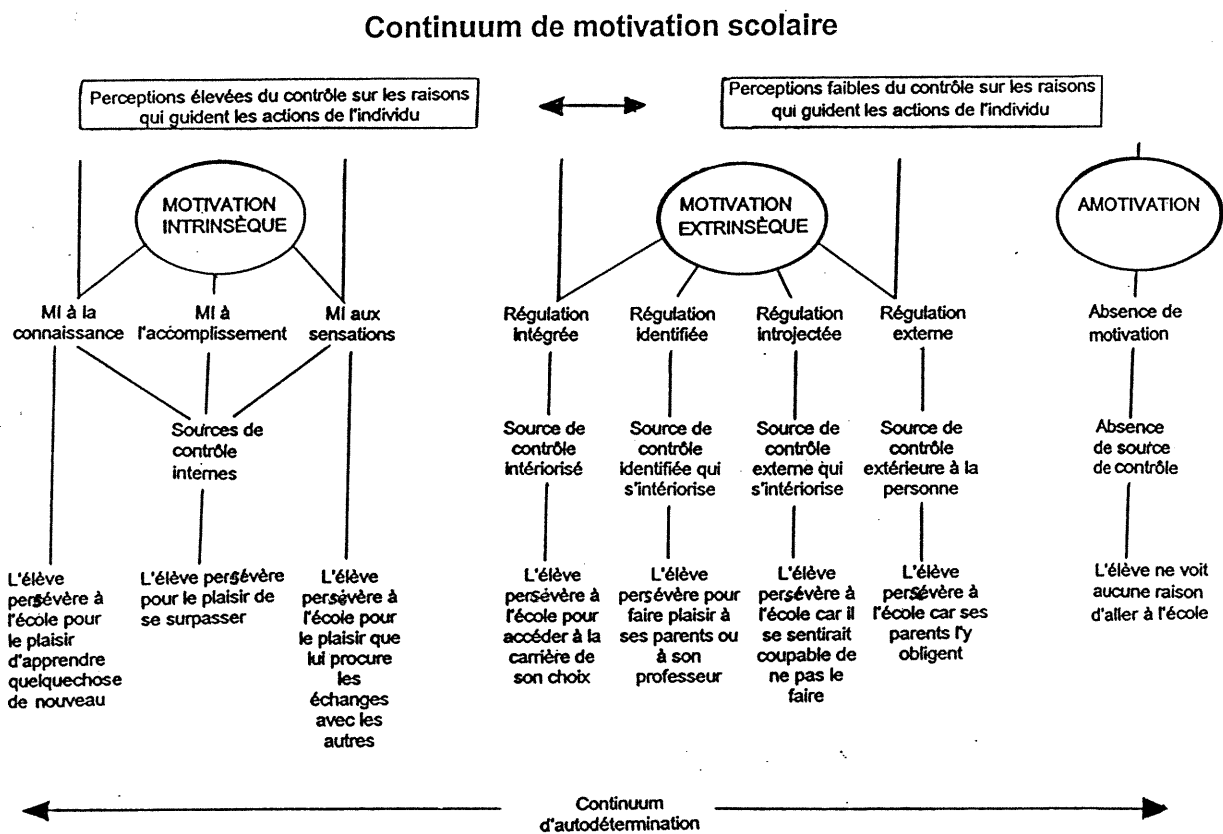 Continuum de motivation scolaire
Perceptions élevées du contrôle sur les raisons
qui guident les actions de l'individu
Perceptions faibles du contrôle sur les raisons
qui guident les actions de l'individu
MOTIVATION
INTRINSÈQUE
MOTIVATION
EXTRINSÈQUE
AMOTIVATION
MI à la
connaissance
MI à
l'accomplissement
MI aux
sensations
Régulation
intégrée
Régulation
identifiée
Régulation
introjectée
Régulation
externe
Absence de
motivation
Sources de
contrôle
internes
Source de
contrôle
intériorisé
Source de
contrôle
identifiée qui
s'intériorise
Source de
contrôle
externe qui
s'intériorise
Source de
contrôle
extérieure à la
personne
Absence
de source
de contrôle
L'élève
persévère à
l'école pour
le plaisir
d'apprendre
quelquechose
de nouveau
L'élève persévère
pour le plaisir de
se surpasser
L'élève
persévère à
l'école pour
le plaisir que
lui procure
les
échanges
avec les
autres
L'élève
persévère à
l'école pour
accéder à la
carrière de
son choix
L'élève
persévère pour
faire plaisir à
ses parents ou
à son
professeur
L'élève
persévère à
l'école car il
se sentirait
coupable de
ne pas le
faire
L'élève
persévère à
l'école car ses
parents l'y
obligent
L'élève ne voit
aucune raison
d'aller à l'école
Continuum
d'autodétermination